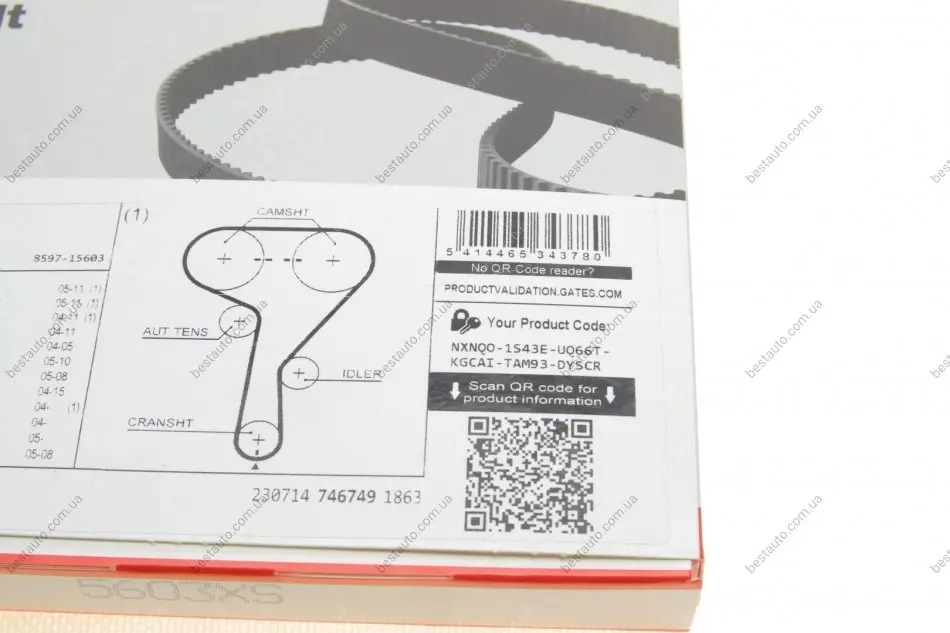 lt
(1)
CAMSHT
8597-15603
05-11 (1)
05-11 (1)
04-11 (1)
04-11
04-05
05-10
05-08
04-15
04- (1)
04-
05-
05-08
AUT TENS
IDLER
CRANSHT
230714 746749 1863
5 414465 343780
No QR-Code reader?
PRODUCTVALIDATION.GATES.COM
Your Product Code:
NXNQO-1S43E-UQ66T-
KGCAI-TAM93-DYSCR
Scan QR code for
product information
5603XS
bestauto.com.ua